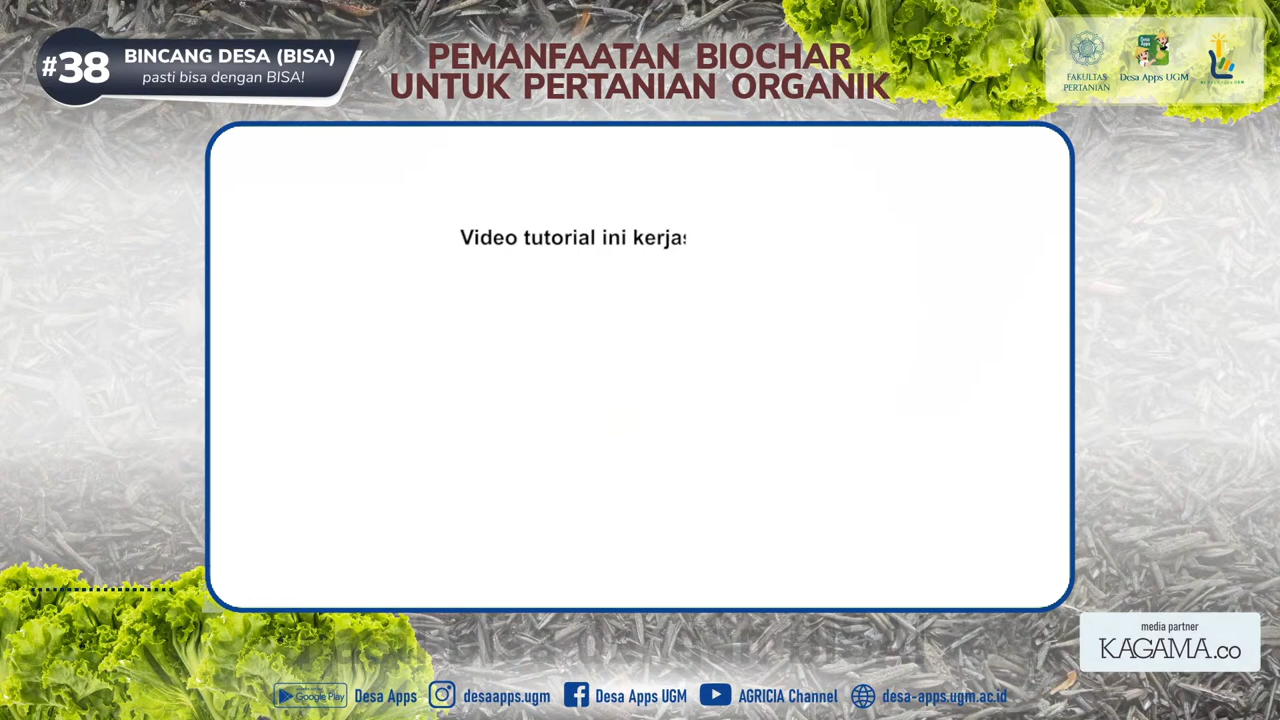 #38
BINCANG DESA (BISA)
pasti bisa dengan BISA!
PEMANFAATAN BIOCHAR
UNTUK PERTANIAN ORGANIK
FAKULTAS
PERTANIAN
Desa Apps UGM
Video tutorial ini kerja
media partner
KAGAMA.co
Google Play
Desa Apps
desaapps.ugm
Desa Apps UGM
AGRICIA Channel
desa-apps.ugm.ac.id